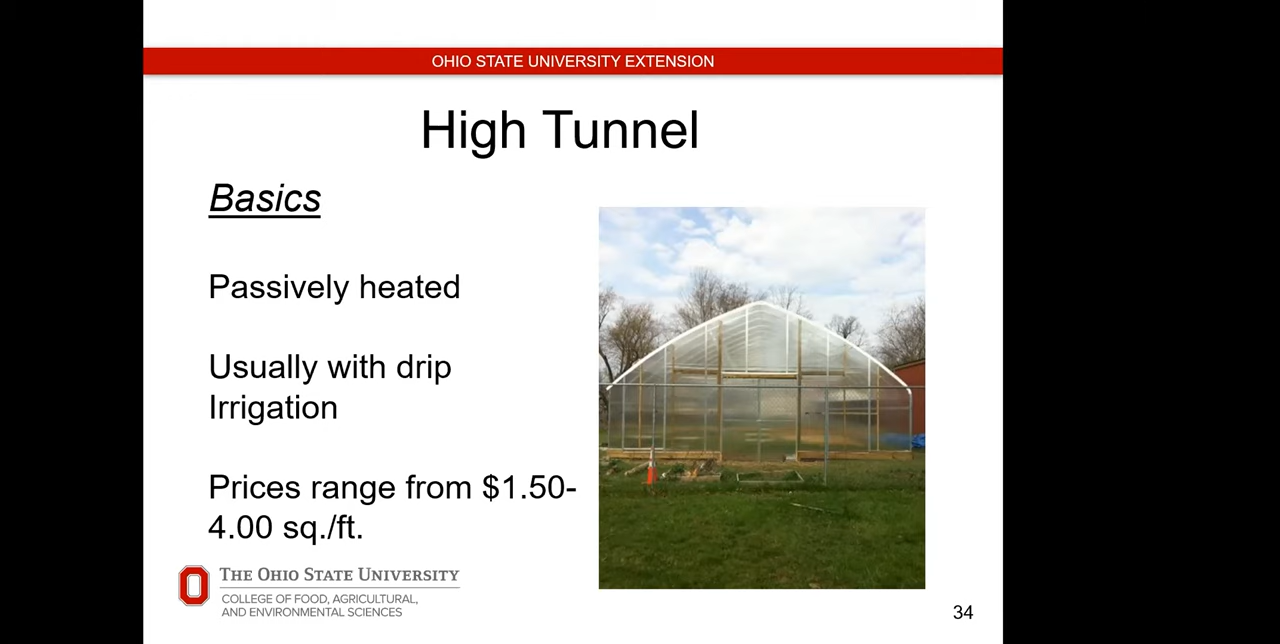 OHIO STATE UNIVERSITY EXTENSION
High Tunnel
Basics
Passively heated
Usually with drip
Irrigation
Prices range from $1.50-
4.00 sq./ft.
THE OHIO STATE UNIVERSITY
COLLEGE OF FOOD, AGRICULTURAL,
AND ENVIRONMENTAL SCIENCES
34